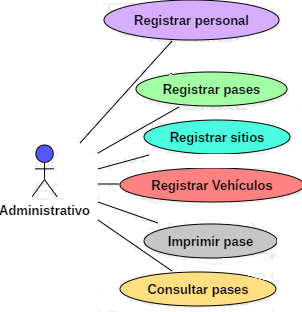 Registrar personal
Registrar pases
Registrar sitios
Registrar Vehículos
Administrativo
Imprimir pase
Consultar pases